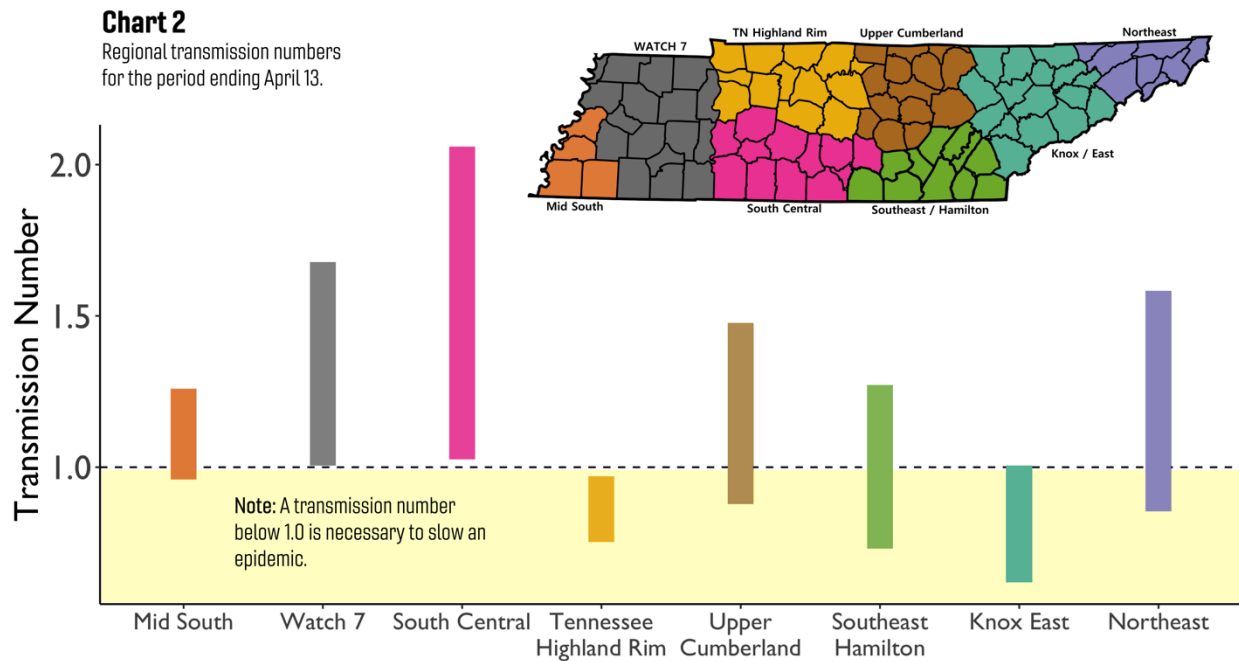 Chart 2
Regional transmission numbers
for the period ending April 13.
WATCH 7
TN Highland Rim
Upper Cumberland
Northeast
Knox / East
Mid South
South Central
Southeast / Hamilton
Transmission Number
2.0
1.5
1.0
Note: A transmission number
below 1.0 is necessary to slow an
epidemic.
Mid South
Watch 7
South Central
Tennessee
Highland Rim
Upper
Cumberland
Southeast
Hamilton
Knox East
Northeast